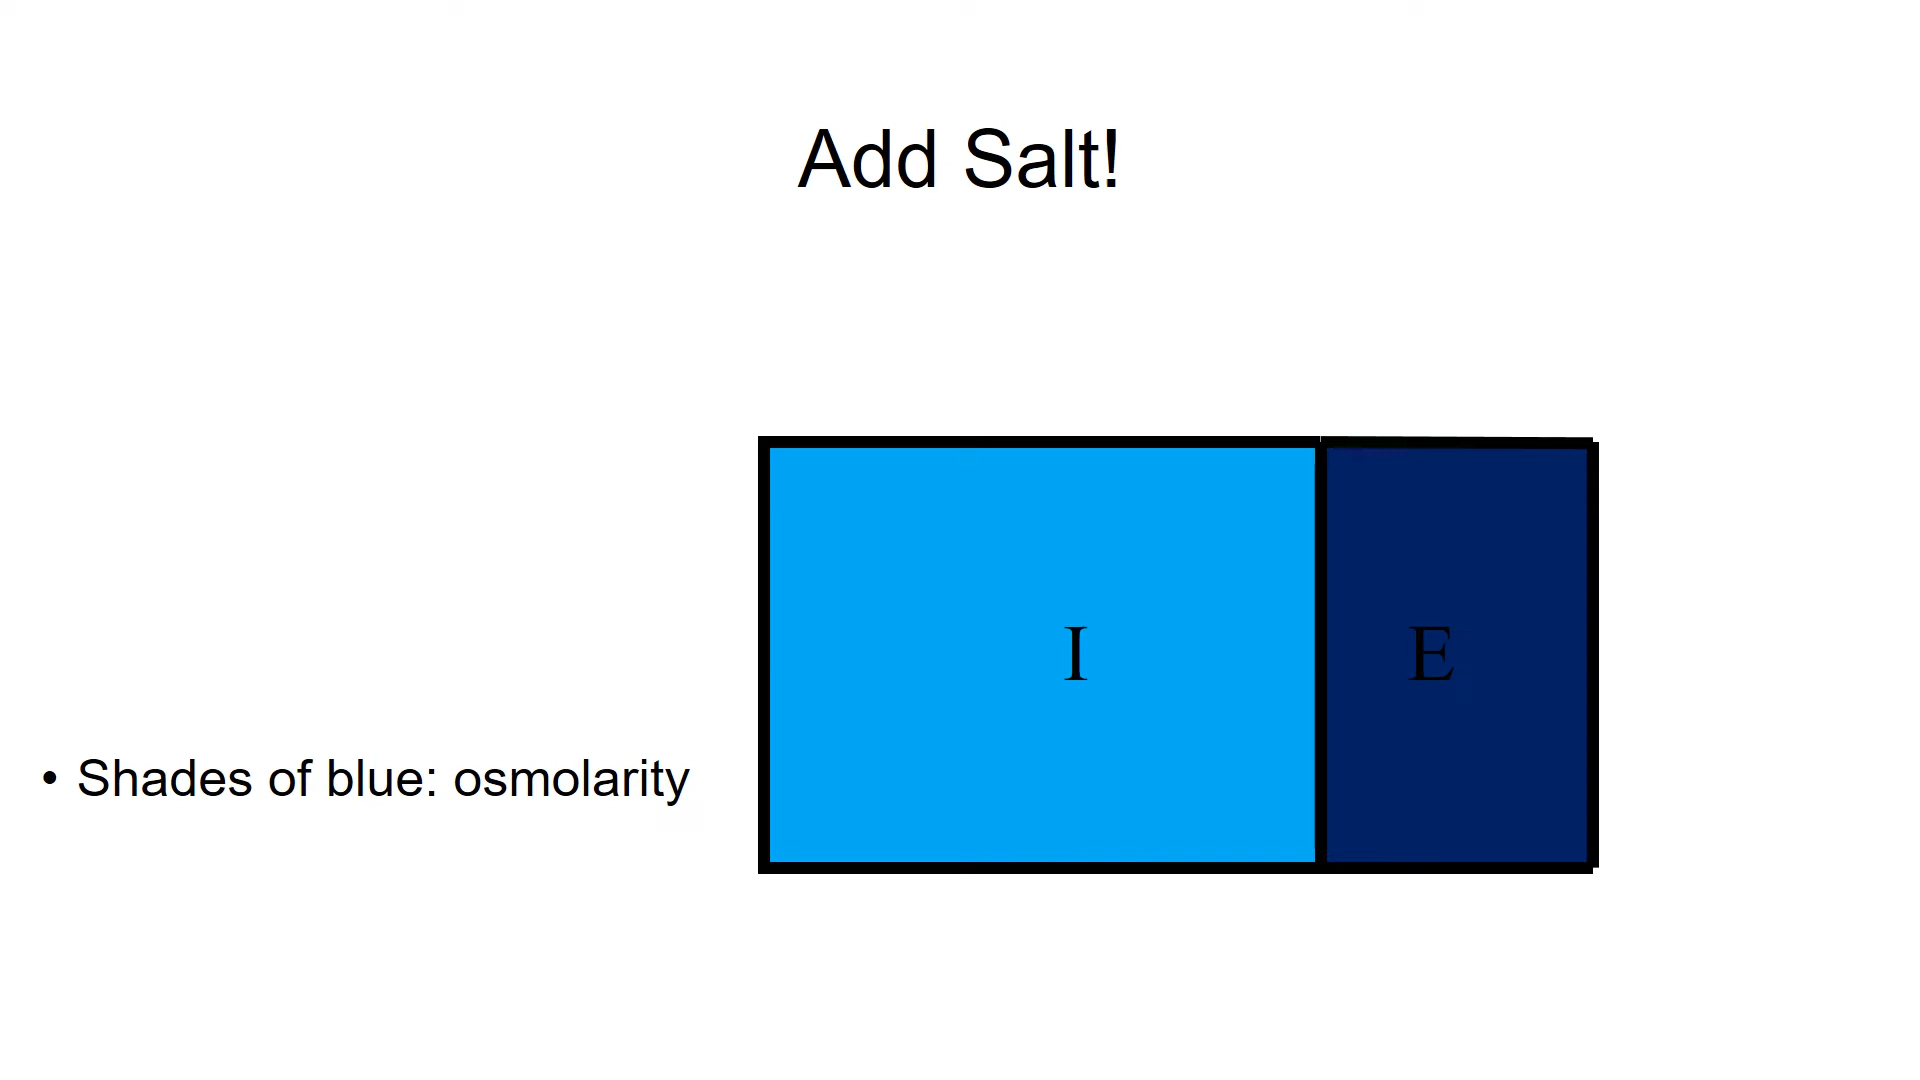 Add Salt!
I
E
• Shades of blue: osmolarity